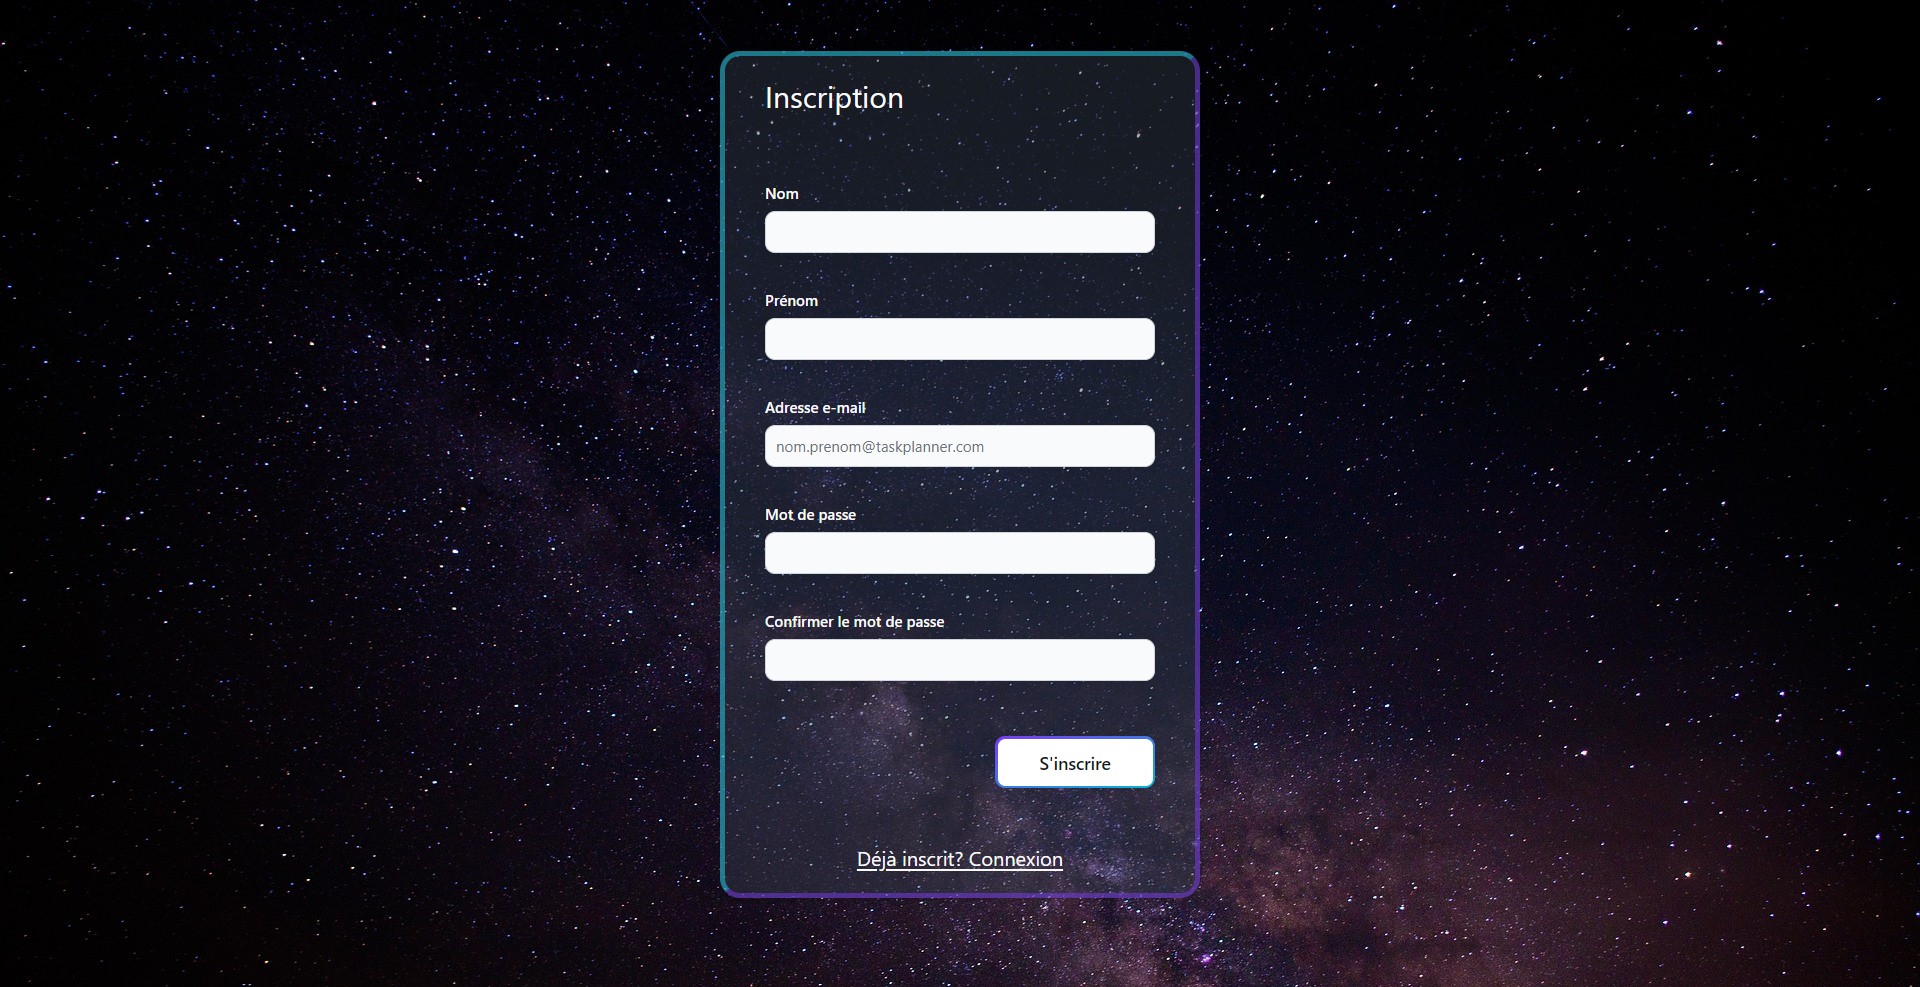 Inscription
Nom
Prénom
Adresse e-mail
nom.prenom@taskplanner.com
Mot de passe
Confirmer le mot de passe
S'inscrire
Déjà inscrit? Connexion